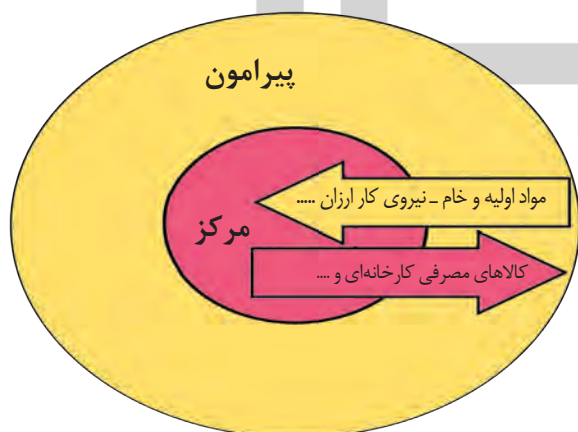 پیرامون
مواد اولیه و خام ـ نیروی کار ارزان .....
مرکز
کالاهای مصرفی کارخانه‌ای و ....